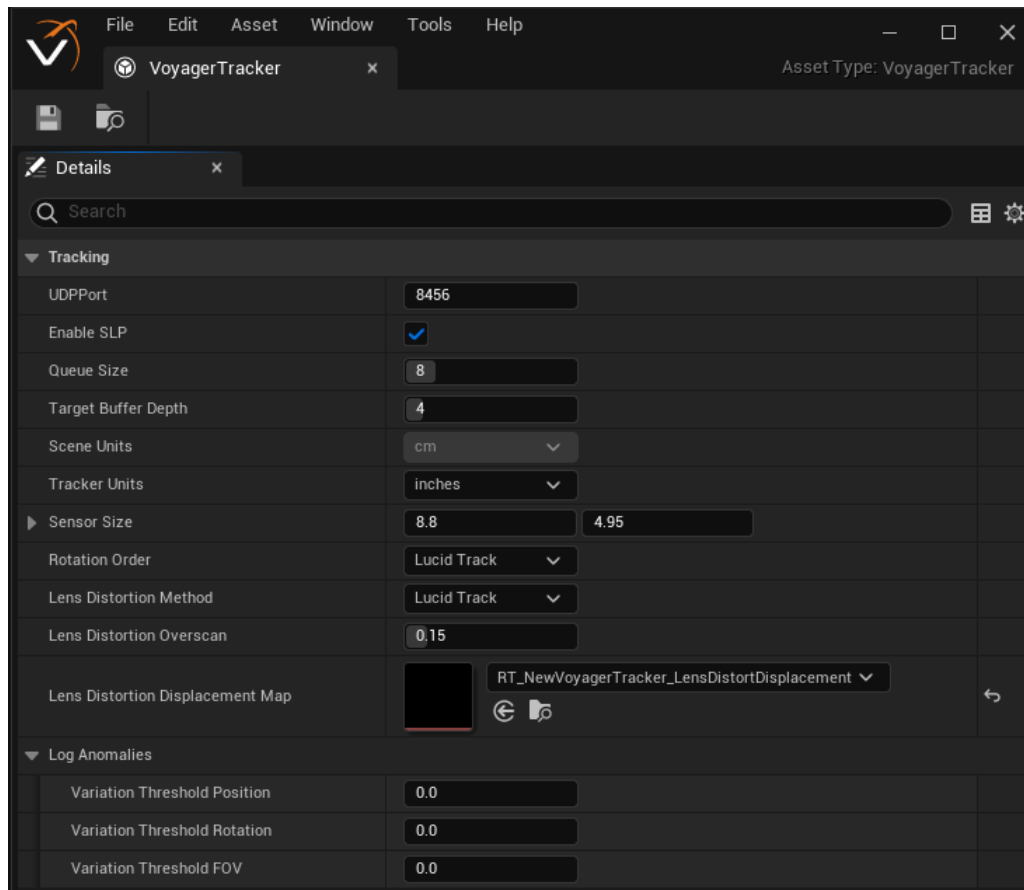 File Edit Asset Window Tools Help
VoyagerTracker
Asset Type: VoyagerTracker
Details
Search
Tracking
UDPPort 8456
Enable SLP
Queue Size 8
Target Buffer Depth 4
Scene Units cm
Tracker Units inches
Sensor Size 8.8 4.95
Rotation Order Lucid Track
Lens Distortion Method Lucid Track
Lens Distortion Overscan 0.15
Lens Distortion Displacement Map RT_NewVoyagerTracker_LensDistortDisplacement
Log Anomalies
Variation Threshold Position 0.0
Variation Threshold Rotation 0.0
Variation Threshold FOV 0.0